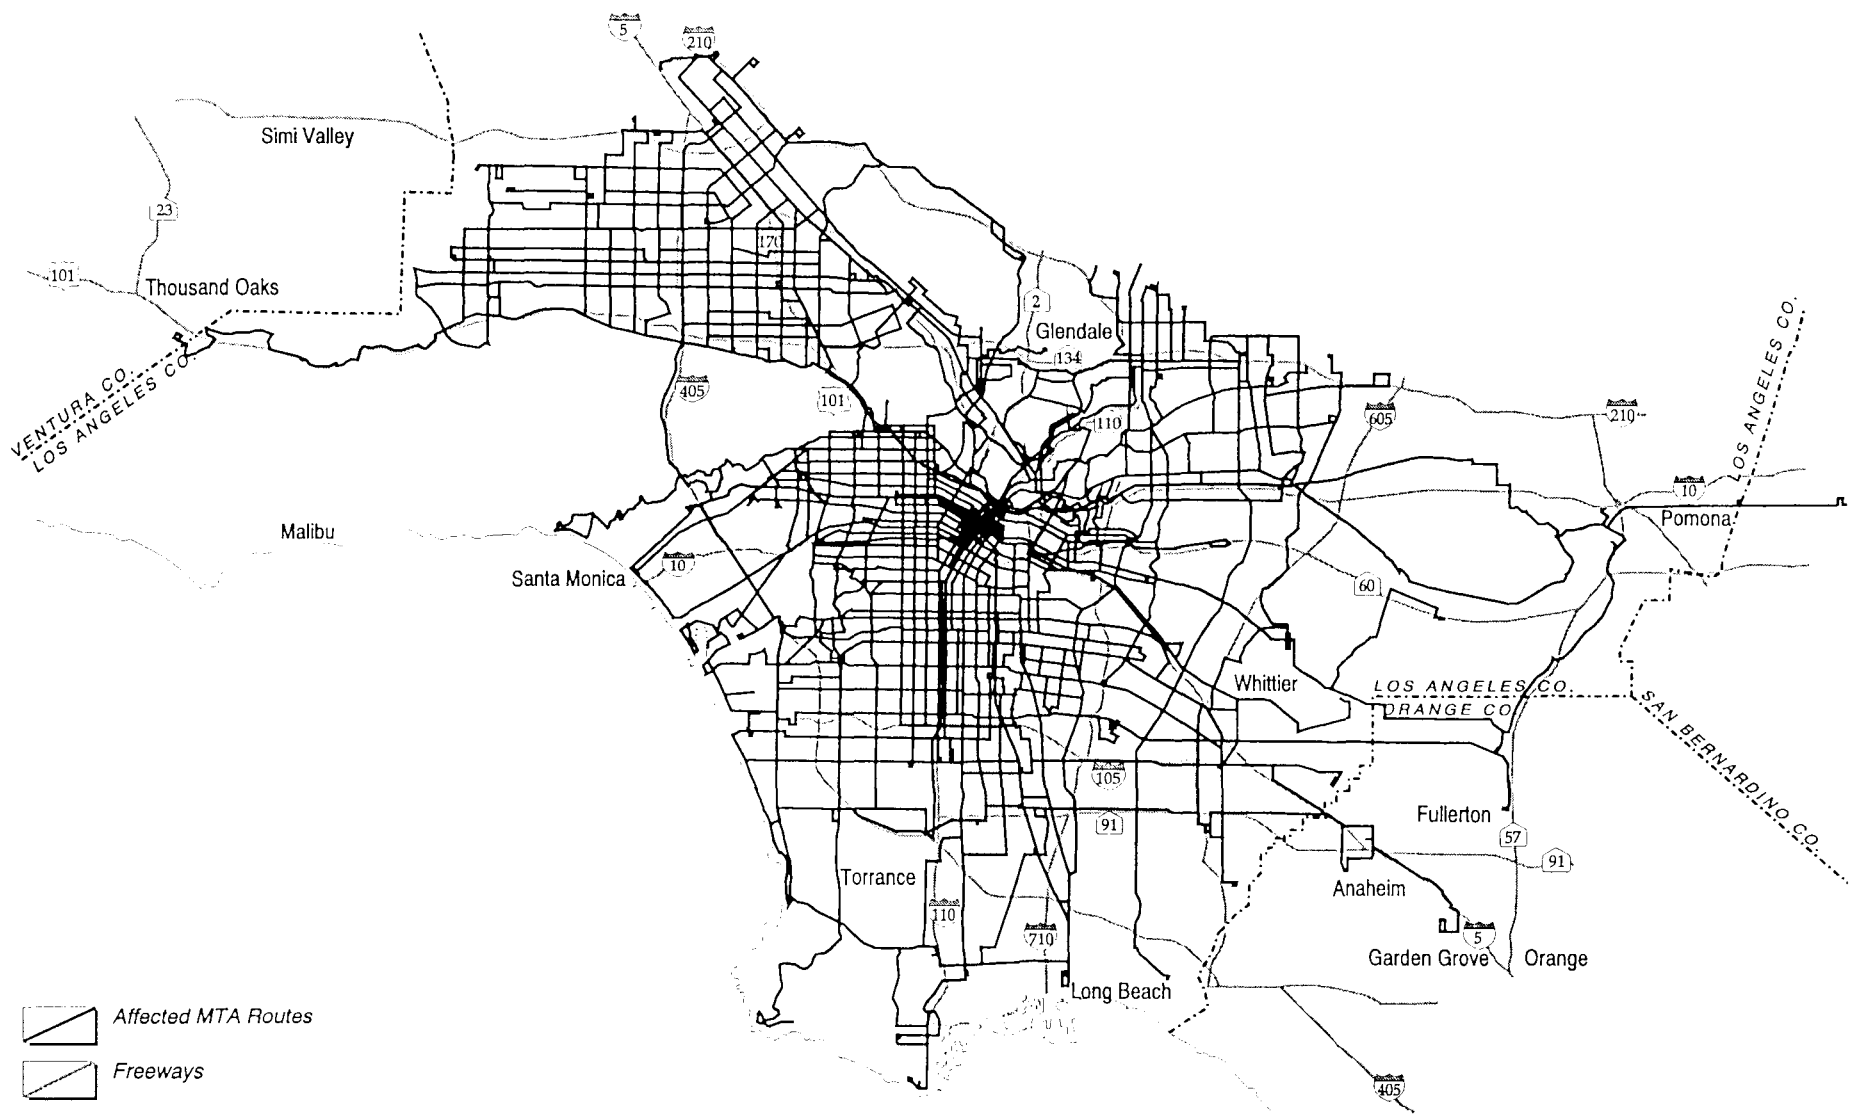 5
210
Simi Valley
23
170
101
Thousand Oaks
2
Glendale
134
405
101
110
605
210
LOS ANGELES CO.
VENTURA CO.
LOS ANGELES CO.
10
Pomona
Malibu
Santa Monica
10
60
Whittier
LOS ANGELES CO.
ORANGE CO.
SAN BERNARDINO CO.
105
91
Fullerton
57
91
Torrance
Anaheim
110
710
5
Garden Grove
Orange
Long Beach
405
Affected MTA Routes
Freeways